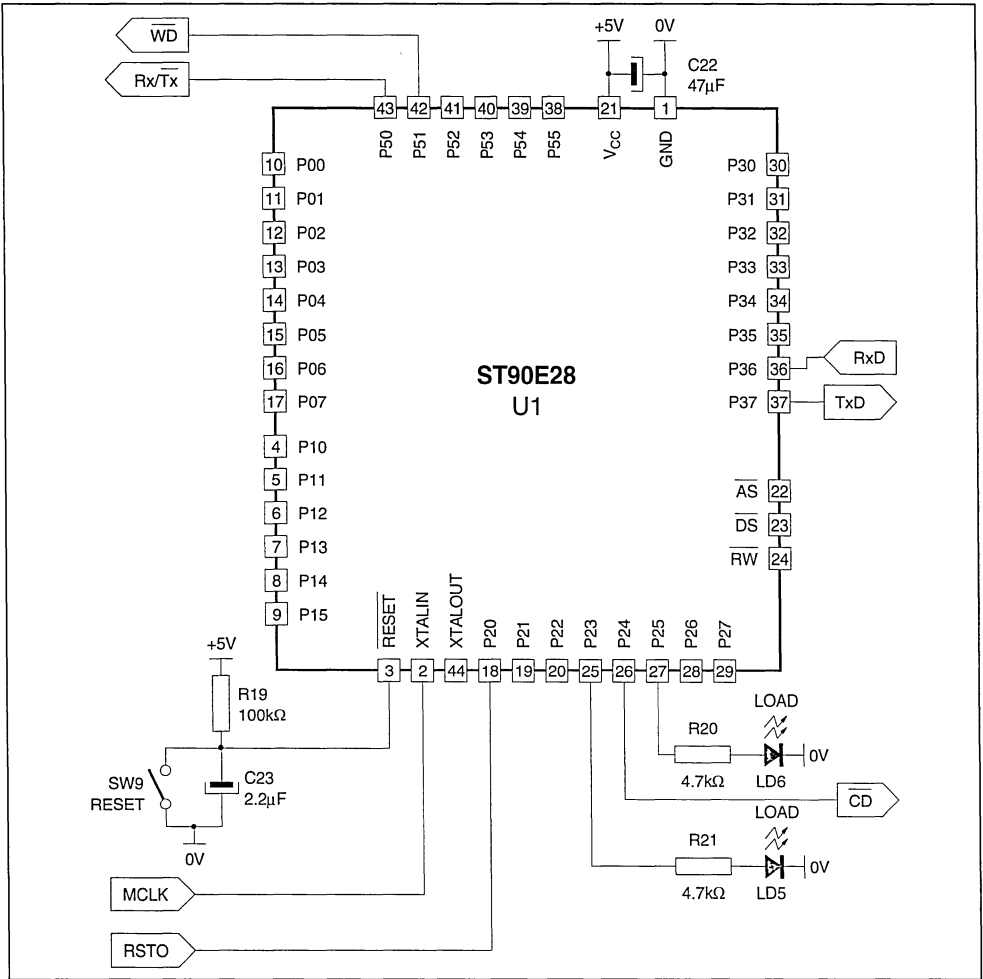 WD
Rx/Tx
+5V
0V
C22
47µF
43 42 41 40 39 38 21 1
P50 P51 P52 P53 P54 P55 VCC GND
10 P00
11 P01
12 P02
13 P03
14 P04
15 P05
16 P06
17 P07
4 P10
5 P11
6 P12
7 P13
8 P14
9 P15
ST90E28
U1
P30 30
P31 31
P32 32
P33 33
P34 34
P35 35
P36 36
RxD
P37 37
TxD
AS 22
DS 23
RW 24
RESET XTALIN XTALOUT P20 P21 P22 P23 P24 P25 P26 P27
3 2 44 18 19 20 25 26 27 28 29
+5V
R19
100kΩ
SW9
RESET
C23
2.2µF
0V
MCLK
RSTO
LOAD
R20
4.7kΩ
LD6
0V
CD
LOAD
R21
4.7kΩ
LD5
0V